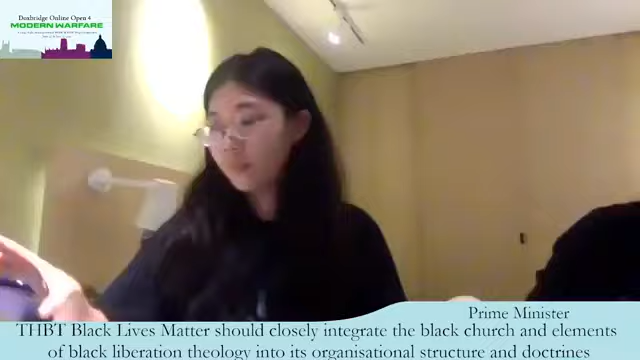 Doxbridge Online Open 4
MODERN WARFARE
Prime Minister
THBT Black Lives Matter should closely integrate the black church and elements
of black liberation theology into its organisational structure and doctrines